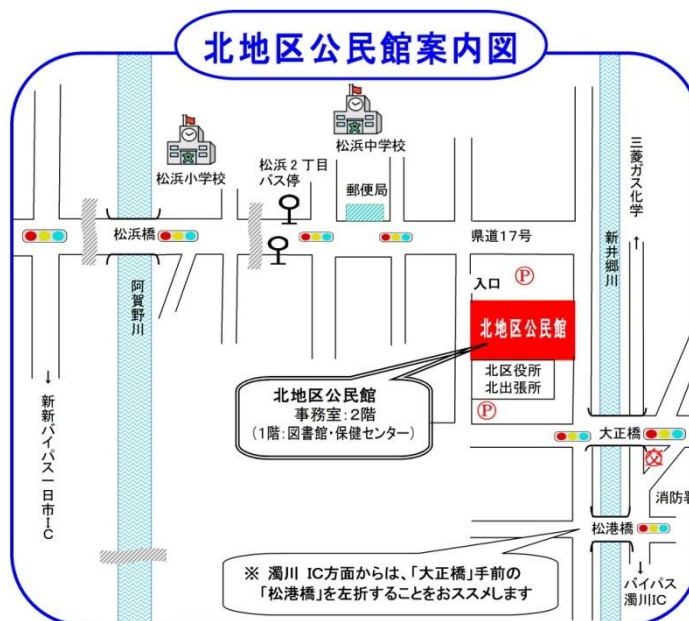 北地区公民館案内図
松浜小学校
松浜中学校
松浜2丁目
バス停
郵便局
松浜橋
県道17号
三菱ガス化学
↑
新井郷川
阿賀野川
入口
P
北地区公民館
北区役所
北出張所
P
北地区公民館
事務室:2階
(1階:図書館・保健センター)
↓
新新バイパス一日市IC
大正橋
消防署
松港橋
※ 濁川 IC方面からは、「大正橋」手前の
「松港橋」を左折することをおススメします
↓
バイパス
濁川IC